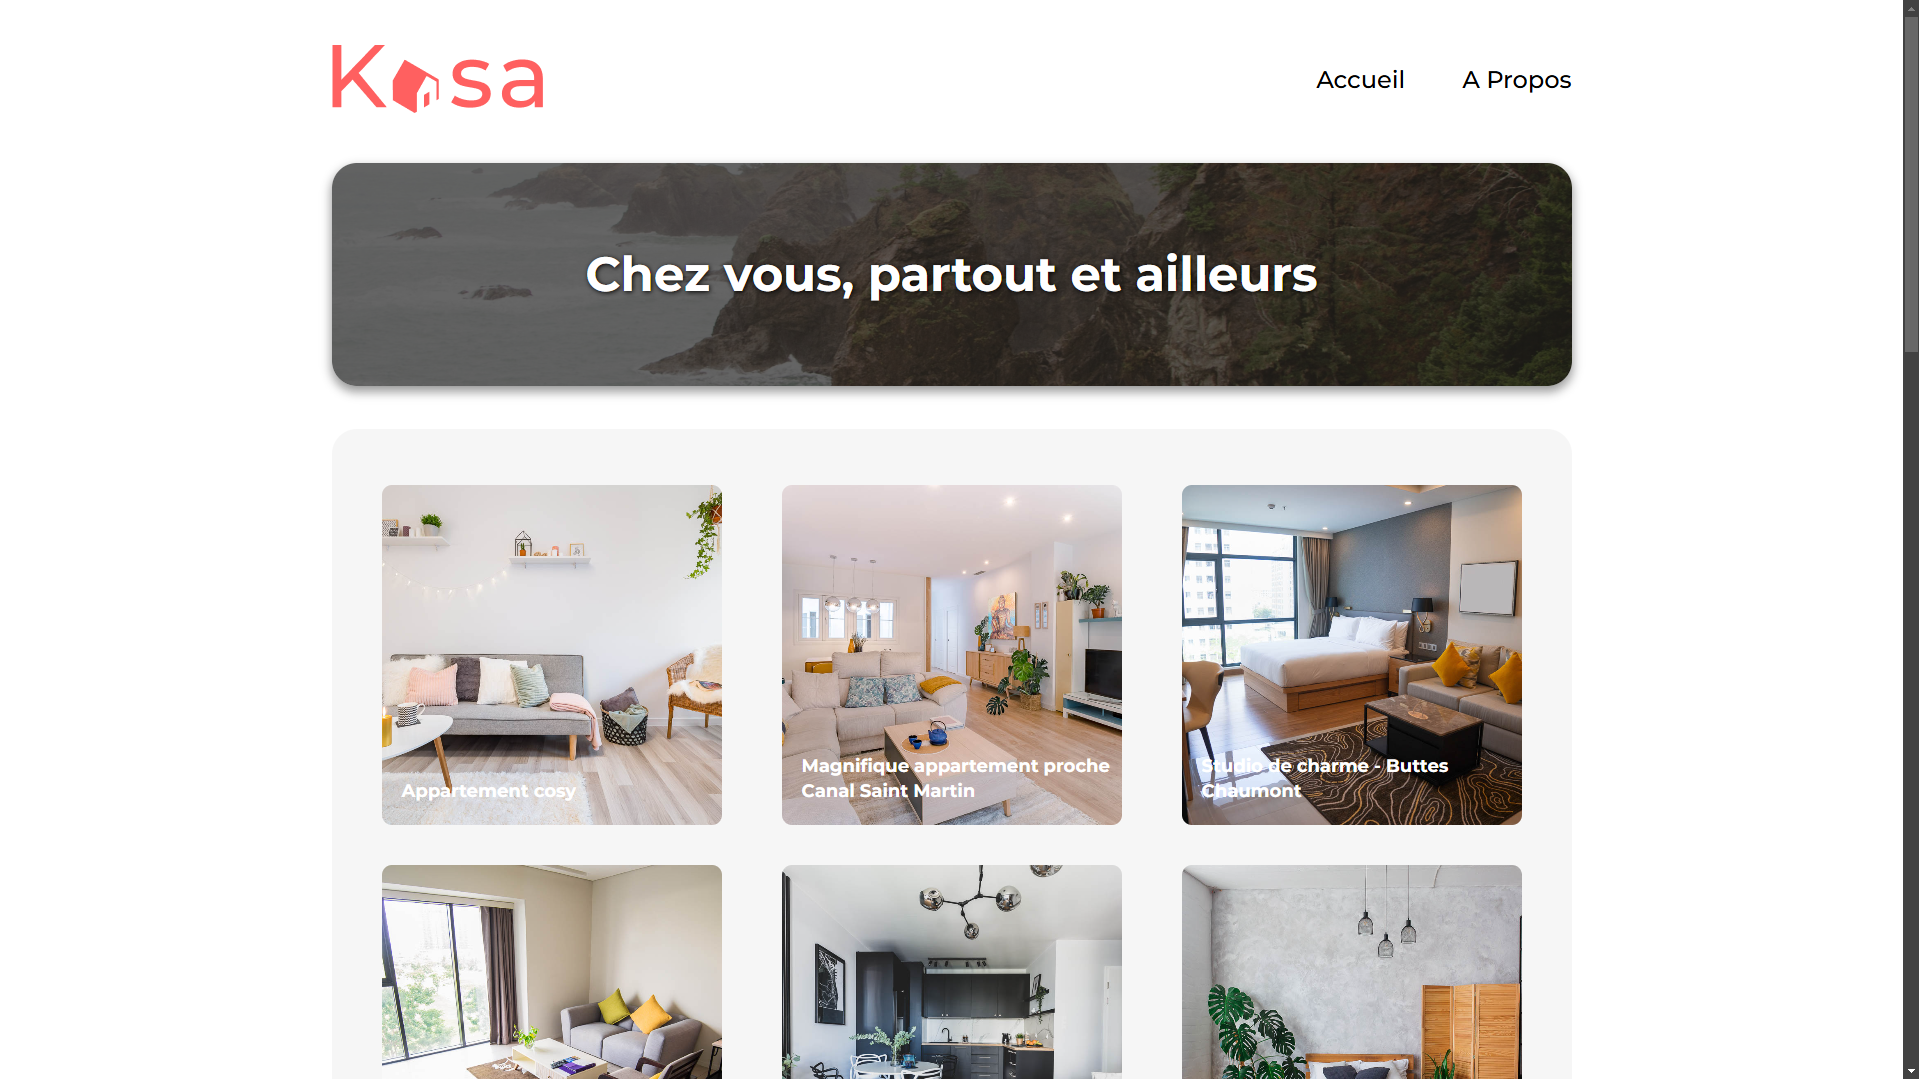 Kasa
Accueil
A Propos
Chez vous, partout et ailleurs
Appartement cosy
Magnifique appartement proche
Canal Saint Martin
Studio de charme - Buttes
Chaumont